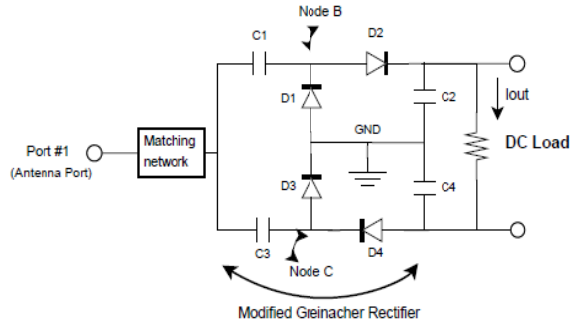 Node B
C1
D2
D1
C2
Iout
GND
Port #1
(Antenna Port)
Matching
network
DC Load
D3
C4
C3
D4
Node C
Modified Greinacher Rectifier